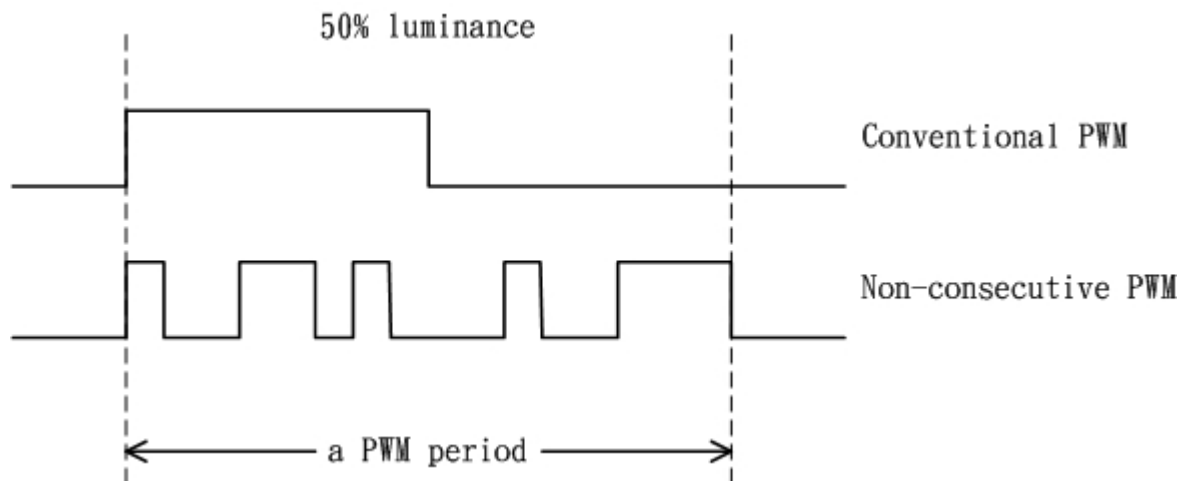 50% luminance
Conventional PWM
Non-consecutive PWM
a PWM period